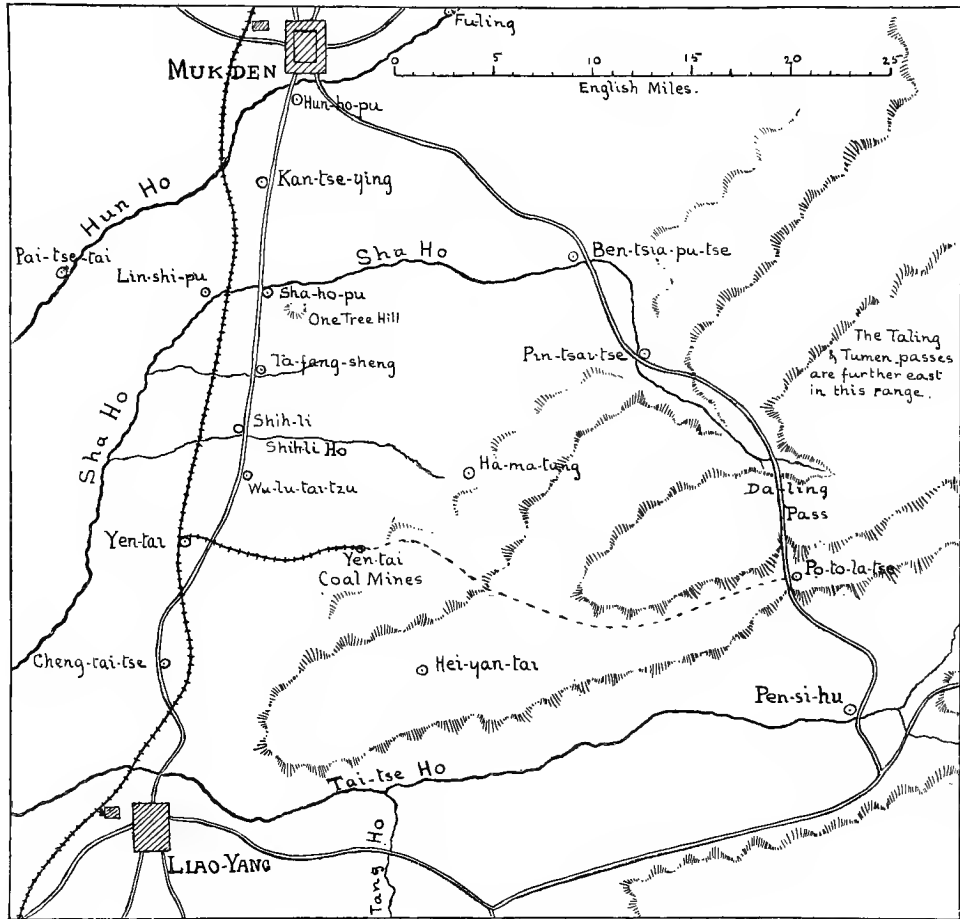 Fuling
MUKDEN
0 5 10 15 20 25
English Miles.
Hun-ho-pu
Kan-tse-ying
Hun Ho
Pai-tse-tai
Sha Ho
Ben-tsia-pu-tse
Lin-shi-pu
Sha-ho-pu
One Tree Hill
Pin-tsai-tse
The Taling
& Tumen passes
are further east
in this range.
Ta-fang-sheng
Sha Ho
Shih-li
Shih-li Ho
Ha-ma-tung
Wu-lu-tai-tzu
Da-ling
Pass
Yen-tai
Yen-tai
Coal Mines
Po-to-la-tse
Cheng-tai-tse
Hei-yan-tai
Pen-si-hu
Tai-tse Ho
LIAO-YANG
Tang Ho